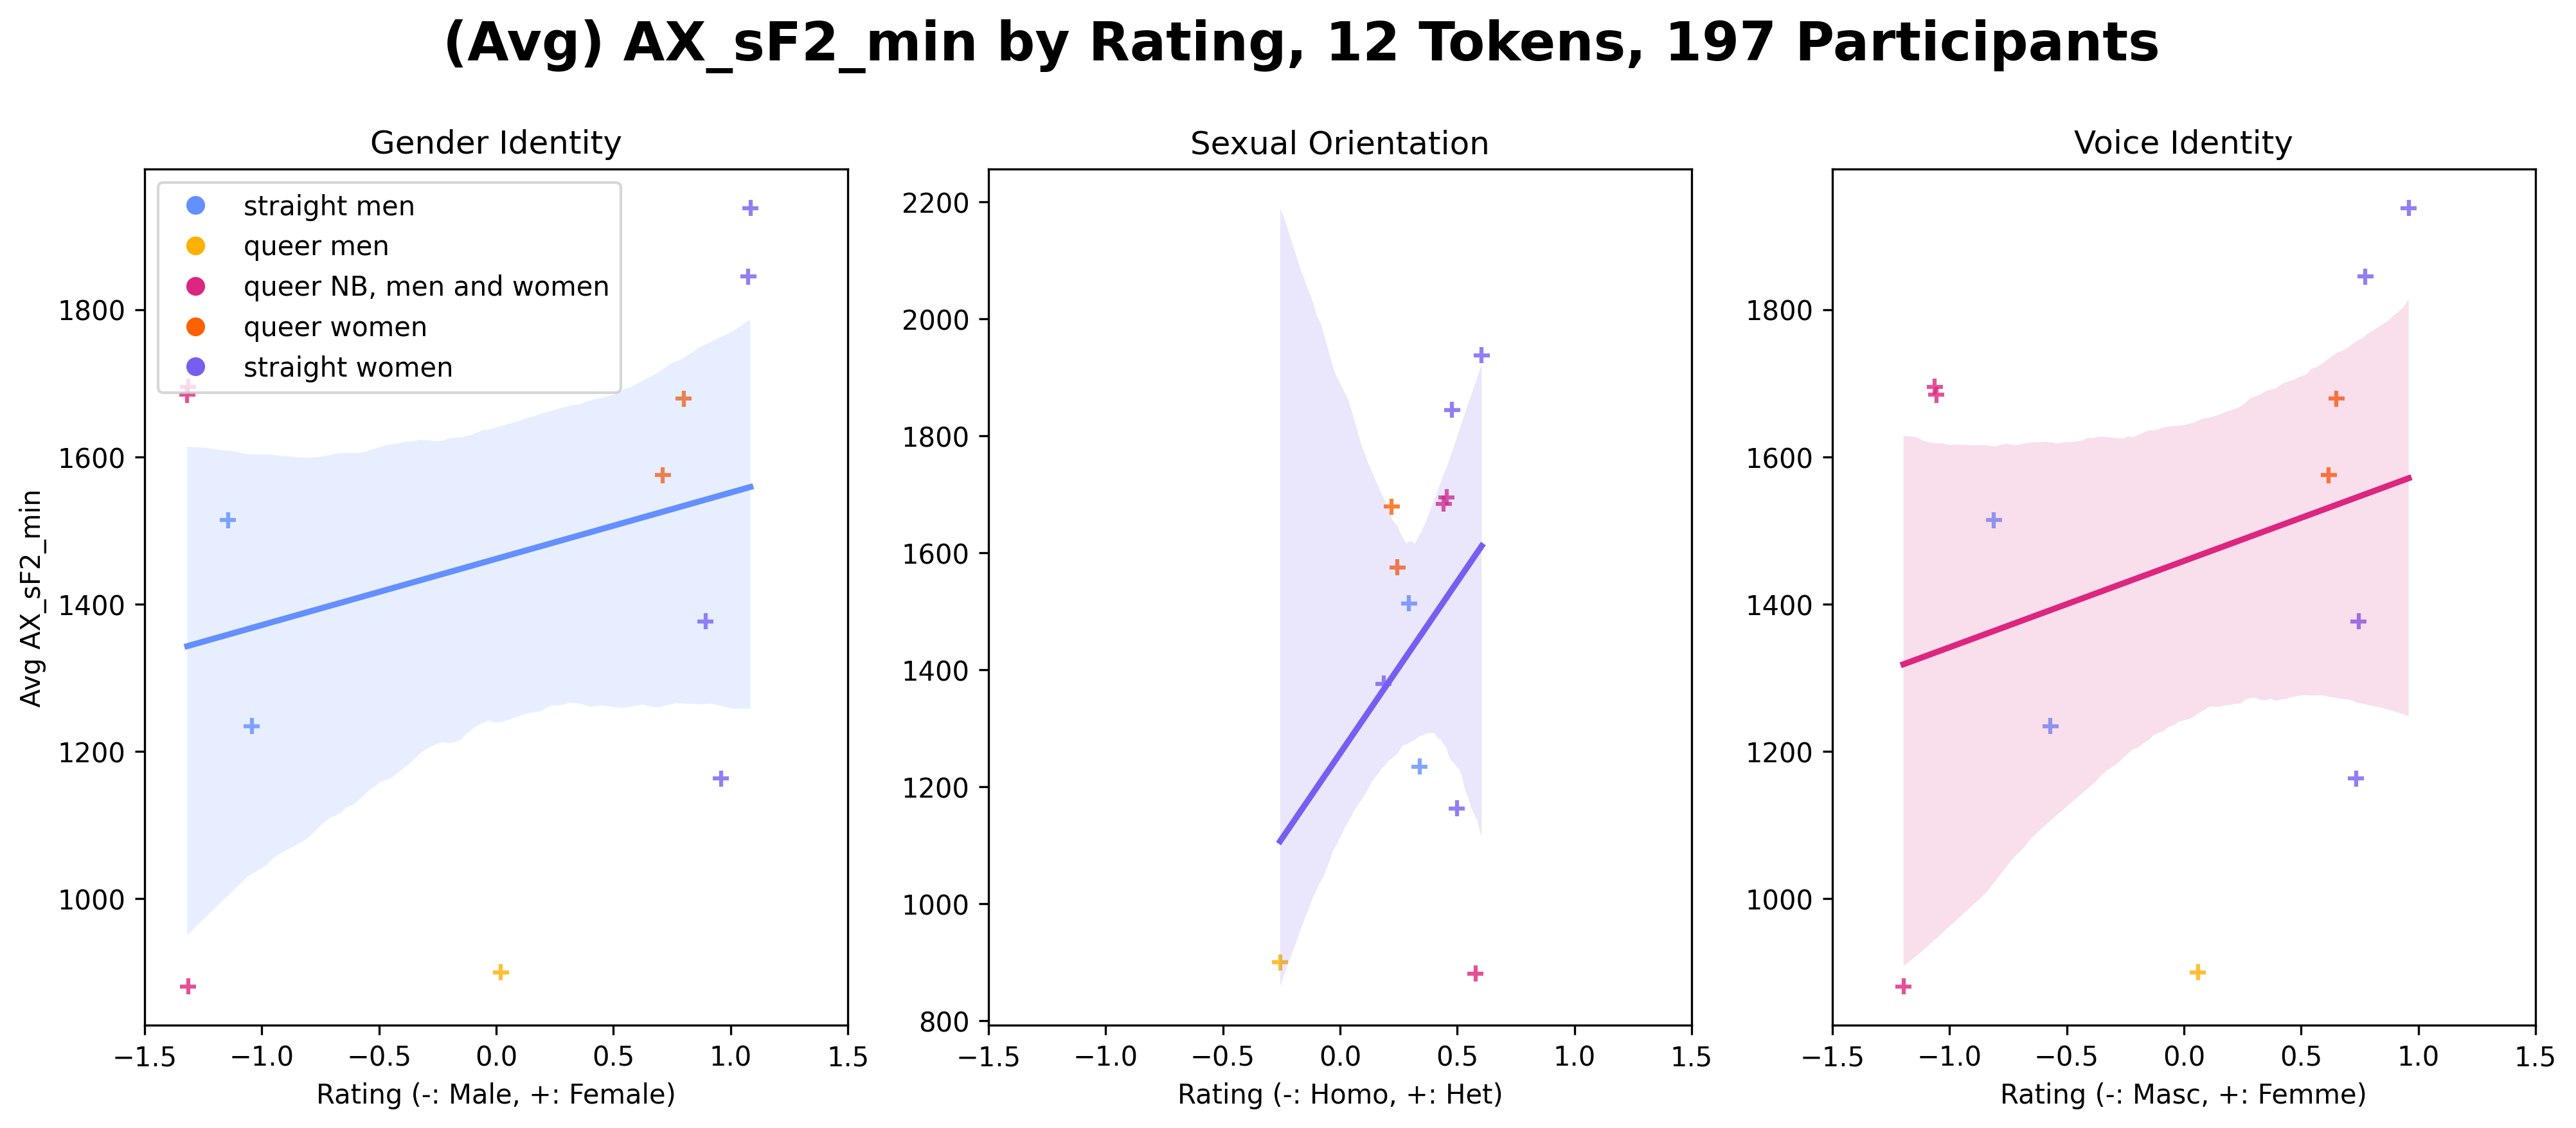 (Avg) AX_sF2_min by Rating, 12 Tokens, 197 Participants
Gender Identity
straight men
queer men
queer NB, men and women
queer women
straight women
Avg AX_sF2_min
1800
1600
1400
1200
1000
−1.5 −1.0 −0.5 0.0 0.5 1.0 1.5
Rating (-: Male, +: Female)
Sexual Orientation
2200
2000
1800
1600
1400
1200
1000
800
−1.5 −1.0 −0.5 0.0 0.5 1.0 1.5
Rating (-: Homo, +: Het)
Voice Identity
1800
1600
1400
1200
1000
−1.5 −1.0 −0.5 0.0 0.5 1.0 1.5
Rating (-: Masc, +: Femme)